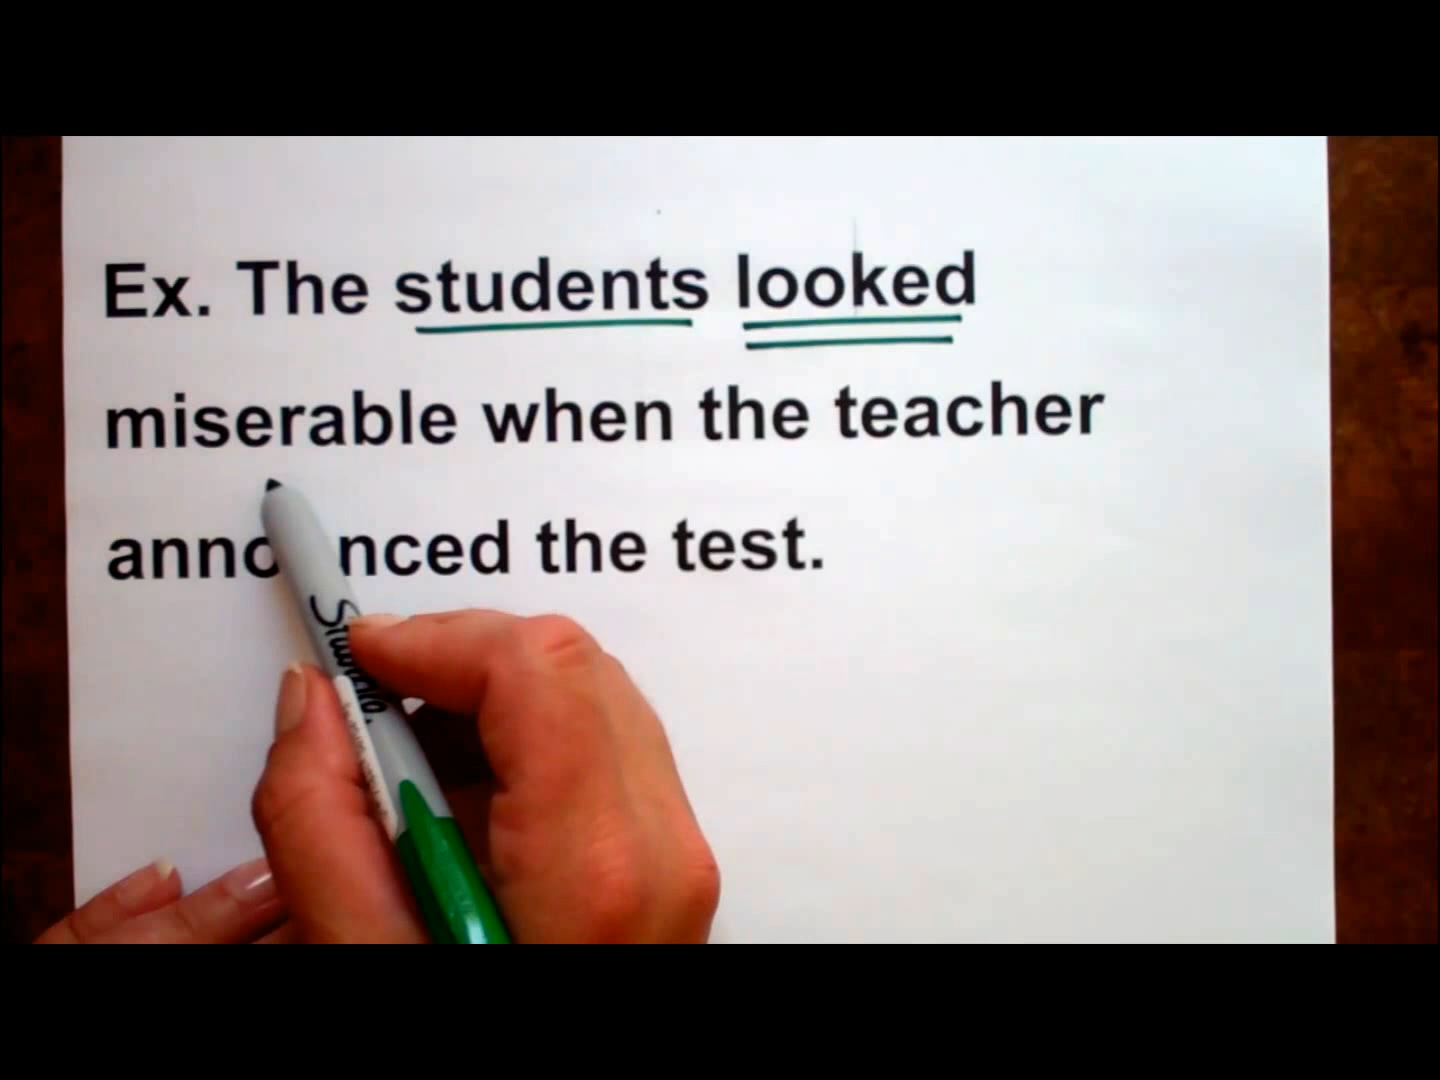 Ex. The students looked
miserable when the teacher
announced the test.